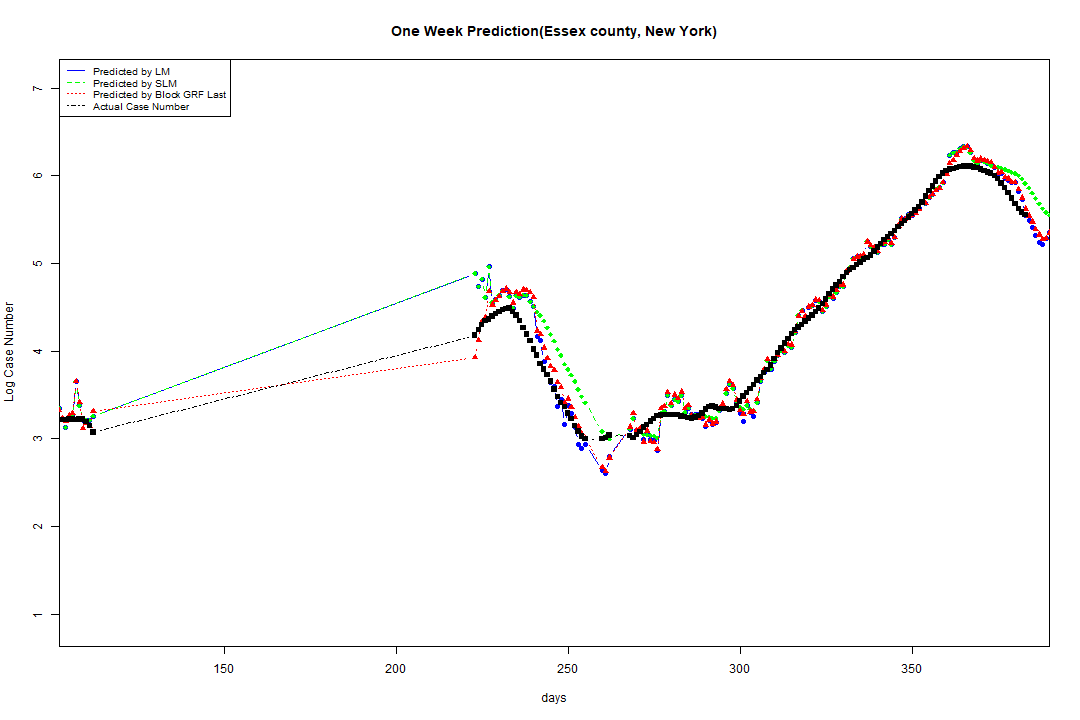 One Week Prediction(Essex county, New York)
Predicted by LM
Predicted by SLM
Predicted by Block GRF Last
Actual Case Number
7
6
5
4
3
2
1
Log Case Number
150 200 250 300 350
days